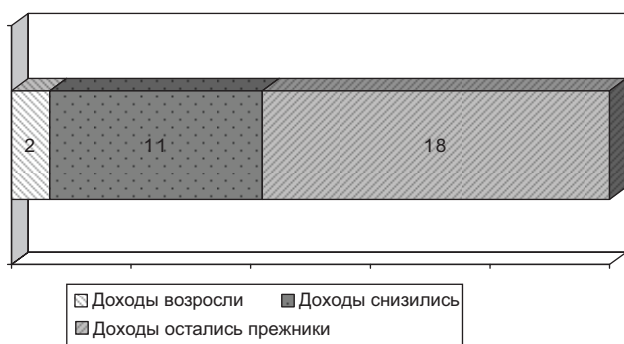 2 11 18
Доходы возросли Доходы снизились
Доходы остались прежники